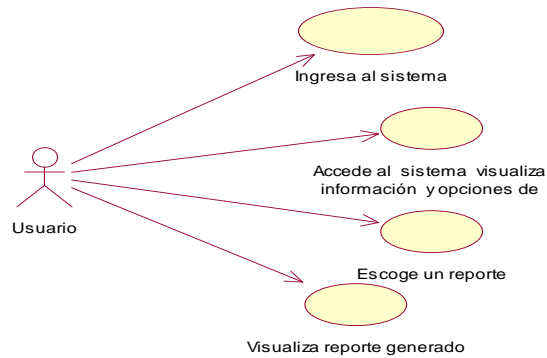 Ingresa al sistema
Accede al sistema visualiza
información y opciones de
Usuario
Escoge un reporte
Visualiza reporte generado